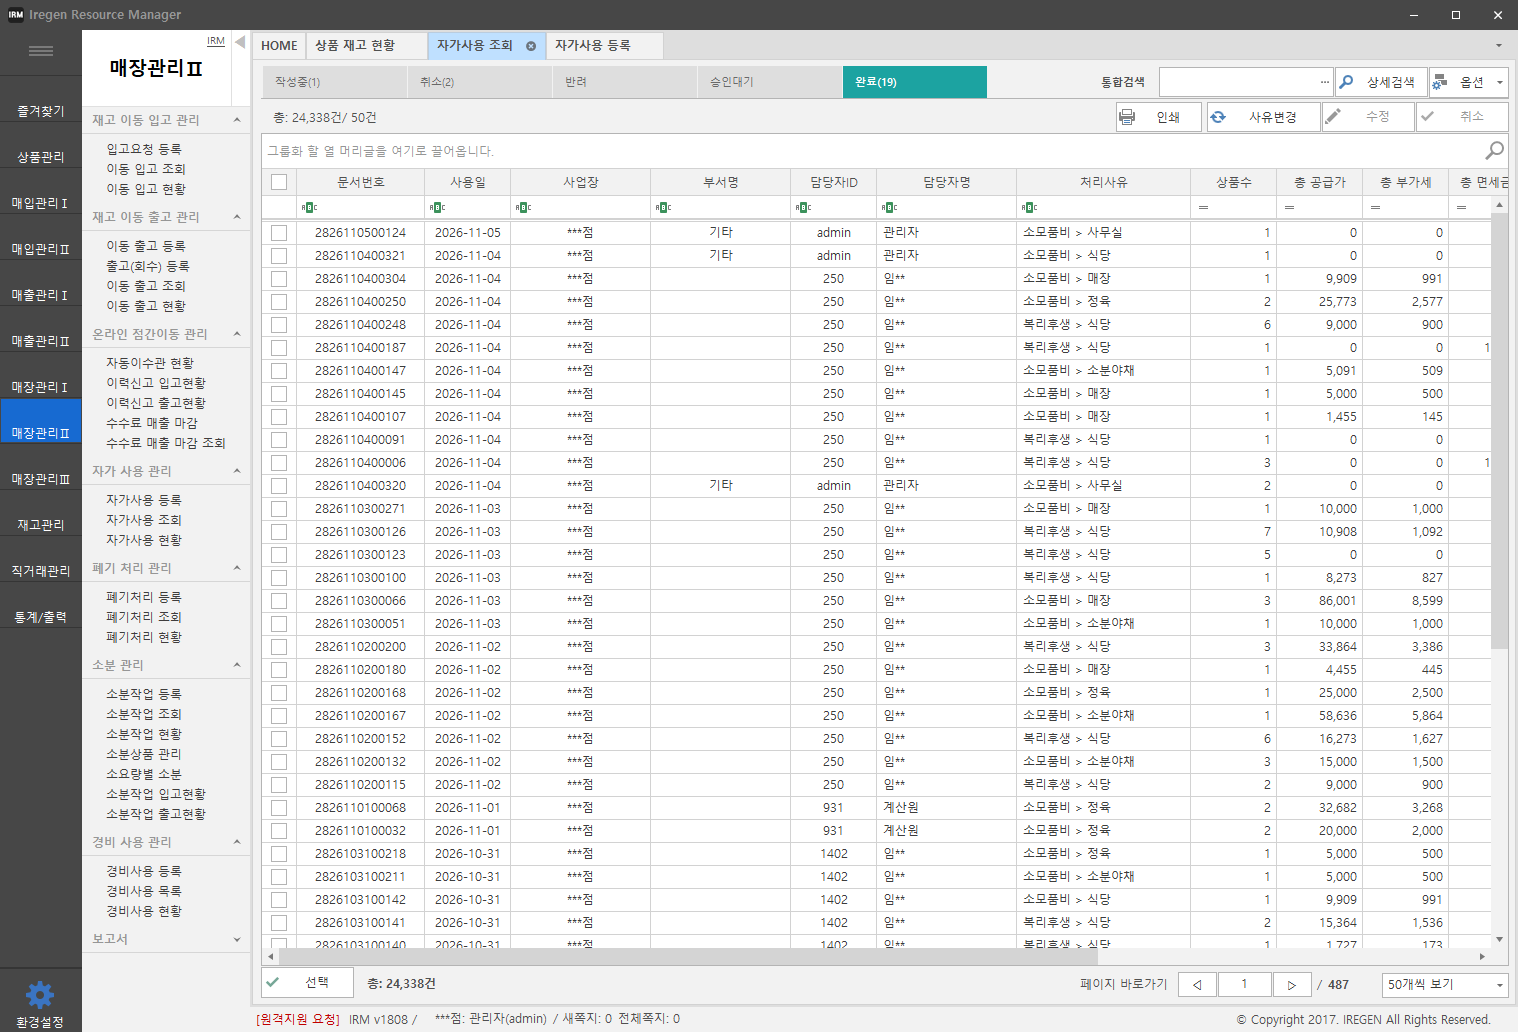 IRM Iregen Resource Manager
즐겨찾기
상품관리
매입관리Ⅰ
매입관리Ⅱ
매출관리Ⅰ
매출관리Ⅱ
매장관리Ⅰ
매장관리Ⅱ
매장관리Ⅲ
재고관리
직거래관리
통계/출력
환경설정
IRM
매장관리Ⅱ
재고 이동 입고 관리
입고요청 등록
이동 입고 조회
이동 입고 현황
재고 이동 출고 관리
이동 출고 등록
출고(회수) 등록
이동 출고 조회
이동 출고 현황
온라인 점간이동 관리
자동이수관 현황
이력신고 입고현황
이력신고 출고현황
수수료 매출 마감
수수료 매출 마감 조회
자가 사용 관리
자가사용 등록
자가사용 조회
자가사용 현황
폐기 처리 관리
폐기처리 등록
폐기처리 조회
폐기처리 현황
소분 관리
소분작업 등록
소분작업 조회
소분작업 현황
소분상품 관리
소요량별 소분
소분작업 입고현황
소분작업 출고현황
경비 사용 관리
경비사용 등록
경비사용 목록
경비사용 현황
보고서
HOME 상품 재고 현황 자가사용 조회 자가사용 등록
작성중(1) 취소(2) 반려 승인대기 완료(19) 통합검색 ... 상세검색 옵션
총: 24,338건/ 50건 인쇄 사유변경 수정 취소
그룹화 할 열 머리글을 여기로 끌어옵니다.
문서번호 사용일 사업장 부서명 담당자ID 담당자명 처리사유 상품수 총 공급가 총 부가세 총 면세금
ABC ABC ABC ABC ABC ABC ABC = = = =
2826110500124 2026-11-05 ***점 기타 admin 관리자 소모품비 > 사무실 1 0 0
2826110400321 2026-11-04 ***점 기타 admin 관리자 소모품비 > 식당 1 0 0
2826110400304 2026-11-04 ***점 250 임** 소모품비 > 매장 1 9,909 991
2826110400250 2026-11-04 ***점 250 임** 소모품비 > 정육 2 25,773 2,577
2826110400248 2026-11-04 ***점 250 임** 복리후생 > 식당 6 9,000 900
2826110400187 2026-11-04 ***점 250 임** 복리후생 > 식당 1 0 0 1
2826110400147 2026-11-04 ***점 250 임** 소모품비 > 소분야채 1 5,091 509
2826110400145 2026-11-04 ***점 250 임** 소모품비 > 매장 1 5,000 500
2826110400107 2026-11-04 ***점 250 임** 소모품비 > 매장 1 1,455 145
2826110400091 2026-11-04 ***점 250 임** 복리후생 > 식당 1 0 0
2826110400006 2026-11-04 ***점 250 임** 복리후생 > 식당 3 0 0 1
2826110400320 2026-11-04 ***점 기타 admin 관리자 소모품비 > 사무실 2 0 0
2826110300271 2026-11-03 ***점 250 임** 소모품비 > 매장 1 10,000 1,000
2826110300126 2026-11-03 ***점 250 임** 복리후생 > 식당 7 10,908 1,092
2826110300123 2026-11-03 ***점 250 임** 복리후생 > 식당 5 0 0
2826110300100 2026-11-03 ***점 250 임** 복리후생 > 식당 1 8,273 827
2826110300066 2026-11-03 ***점 250 임** 소모품비 > 매장 3 86,001 8,599
2826110300051 2026-11-03 ***점 250 임** 소모품비 > 소분야채 1 10,000 1,000
2826110200200 2026-11-02 ***점 250 임** 복리후생 > 식당 3 33,864 3,386
2826110200180 2026-11-02 ***점 250 임** 소모품비 > 매장 1 4,455 445
2826110200168 2026-11-02 ***점 250 임** 소모품비 > 정육 1 25,000 2,500
2826110200167 2026-11-02 ***점 250 임** 소모품비 > 소분야채 1 58,636 5,864
2826110200152 2026-11-02 ***점 250 임** 복리후생 > 식당 6 16,273 1,627
2826110200132 2026-11-02 ***점 250 임** 소모품비 > 소분야채 3 15,000 1,500
2826110200115 2026-11-02 ***점 250 임** 복리후생 > 식당 2 9,000 900
2826110100068 2026-11-01 ***점 931 계산원 소모품비 > 정육 2 32,682 3,268
2826110100032 2026-11-01 ***점 931 계산원 소모품비 > 정육 2 20,000 2,000
2826103100218 2026-10-31 ***점 1402 임** 소모품비 > 정육 1 5,000 500
2826103100211 2026-10-31 ***점 1402 임** 소모품비 > 소분야채 1 5,000 500
2826103100142 2026-10-31 ***점 1402 임** 소모품비 > 식당 1 9,909 991
2826103100141 2026-10-31 ***점 1402 임** 복리후생 > 식당 2 15,364 1,536
2826103100140 2026-10-31 ***점 1402 임** 복리후생 > 식당 1 1,727 173
선택 총: 24,338건 페이지 바로가기 1 / 487 50개씩 보기
[원격지원 요청] IRM v1808 / ***점: 관리자(admin) / 새쪽지: 0 전체쪽지: 0 © Copyright 2017. IREGEN All Rights Reserved.